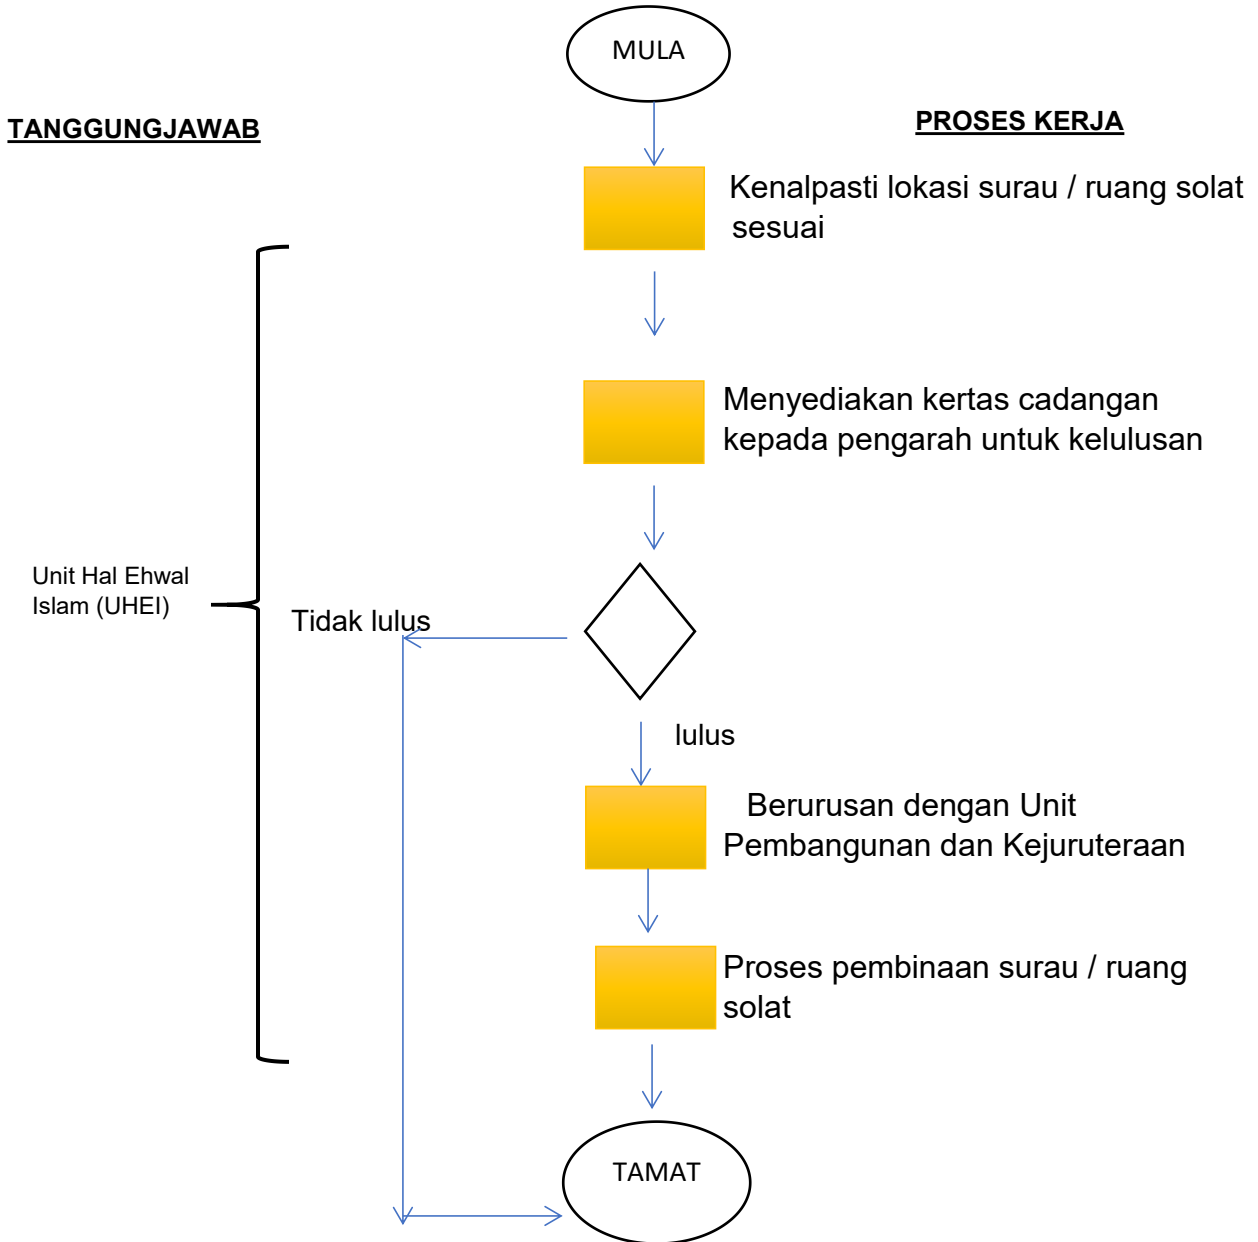 MULA
TANGGUNGJAWAB
PROSES KERJA
Kenalpasti lokasi surau / ruang solat
sesuai
Menyediakan kertas cadangan
kepada pengarah untuk kelulusan
Unit Hal Ehwal
Islam (UHEI)
Tidak lulus
lulus
Berurusan dengan Unit
Pembangunan dan Kejuruteraan
Proses pembinaan surau / ruang
solat
TAMAT